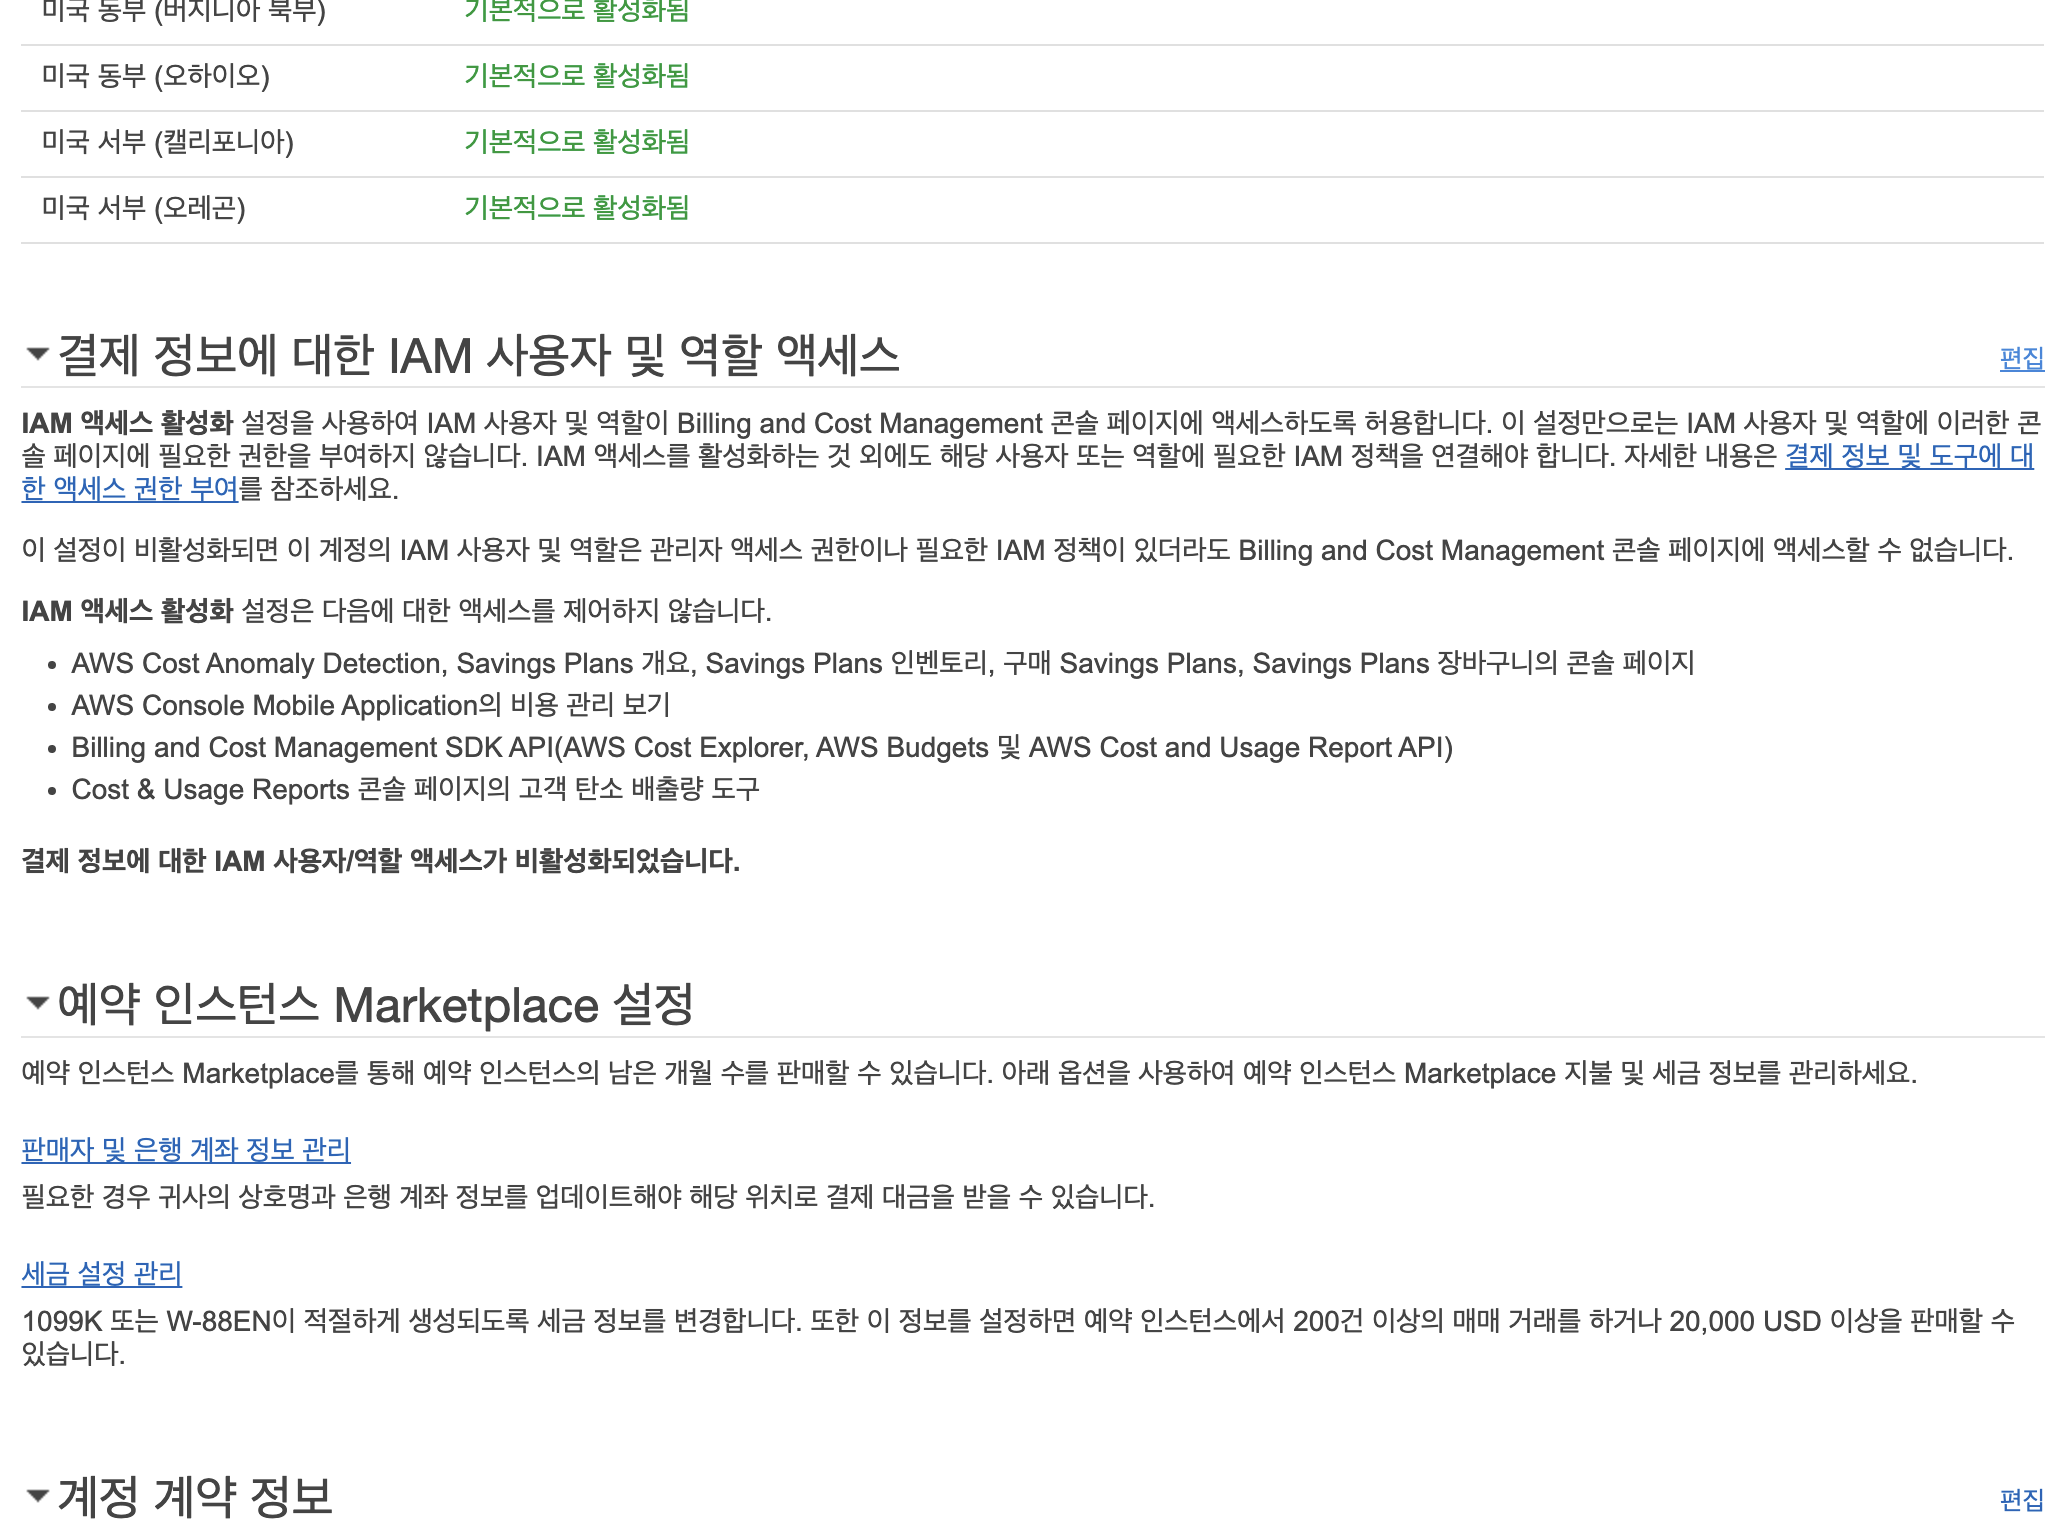 미국 동부 (버지니아 북부) 기본적으로 활성화됨
미국 동부 (오하이오) 기본적으로 활성화됨
미국 서부 (캘리포니아) 기본적으로 활성화됨
미국 서부 (오레곤) 기본적으로 활성화됨
결제 정보에 대한 IAM 사용자 및 역할 액세스 편집
IAM 액세스 활성화 설정을 사용하여 IAM 사용자 및 역할이 Billing and Cost Management 콘솔 페이지에 액세스하도록 허용합니다. 이 설정만으로는 IAM 사용자 및 역할에 이러한 콘
솔 페이지에 필요한 권한을 부여하지 않습니다. IAM 액세스를 활성화하는 것 외에도 해당 사용자 또는 역할에 필요한 IAM 정책을 연결해야 합니다. 자세한 내용은 결제 정보 및 도구에 대
한 액세스 권한 부여를 참조하세요.
이 설정이 비활성화되면 이 계정의 IAM 사용자 및 역할은 관리자 액세스 권한이나 필요한 IAM 정책이 있더라도 Billing and Cost Management 콘솔 페이지에 액세스할 수 없습니다.
IAM 액세스 활성화 설정은 다음에 대한 액세스를 제어하지 않습니다.
• AWS Cost Anomaly Detection, Savings Plans 개요, Savings Plans 인벤토리, 구매 Savings Plans, Savings Plans 장바구니의 콘솔 페이지
• AWS Console Mobile Application의 비용 관리 보기
• Billing and Cost Management SDK API(AWS Cost Explorer, AWS Budgets 및 AWS Cost and Usage Report API)
• Cost & Usage Reports 콘솔 페이지의 고객 탄소 배출량 도구
결제 정보에 대한 IAM 사용자/역할 액세스가 비활성화되었습니다.
예약 인스턴스 Marketplace 설정
예약 인스턴스 Marketplace를 통해 예약 인스턴스의 남은 개월 수를 판매할 수 있습니다. 아래 옵션을 사용하여 예약 인스턴스 Marketplace 지불 및 세금 정보를 관리하세요.
판매자 및 은행 계좌 정보 관리
필요한 경우 귀사의 상호명과 은행 계좌 정보를 업데이트해야 해당 위치로 결제 대금을 받을 수 있습니다.
세금 설정 관리
1099K 또는 W-88EN이 적절하게 생성되도록 세금 정보를 변경합니다. 또한 이 정보를 설정하면 예약 인스턴스에서 200건 이상의 매매 거래를 하거나 20,000 USD 이상을 판매할 수
있습니다.
계정 계약 정보 편집